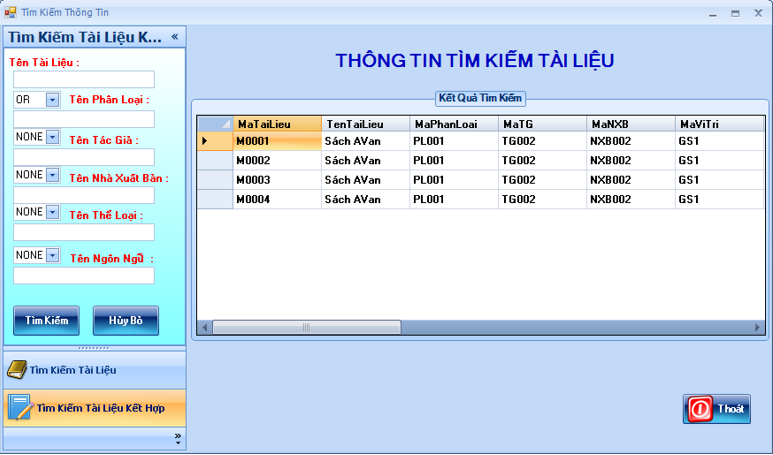 Tìm Kiếm Thông Tin
Tìm Kiếm Tài Liệu K... «
Tên Tài Liệu :
OR Tên Phân Loại :
NONE Tên Tác Giả :
NONE Tên Nhà Xuất Bản :
NONE Tên Thể Loại :
NONE Tên Ngôn Ngữ :
Tìm Kiếm Hủy Bỏ
Tìm Kiếm Tài Liệu
Tìm Kiếm Tài Liệu Kết Hợp
»
THÔNG TIN TÌM KIẾM TÀI LIỆU
Kết Quả Tìm Kiếm
MaTaiLieu TenTaiLieu MaPhanLoai MaTG MaNXB MaViTri
M0001 Sách AVan PL001 TG002 NXB002 GS1
M0002 Sách AVan PL001 TG002 NXB002 GS1
M0003 Sách AVan PL001 TG002 NXB002 GS1
M0004 Sách AVan PL001 TG002 NXB002 GS1
Thoát